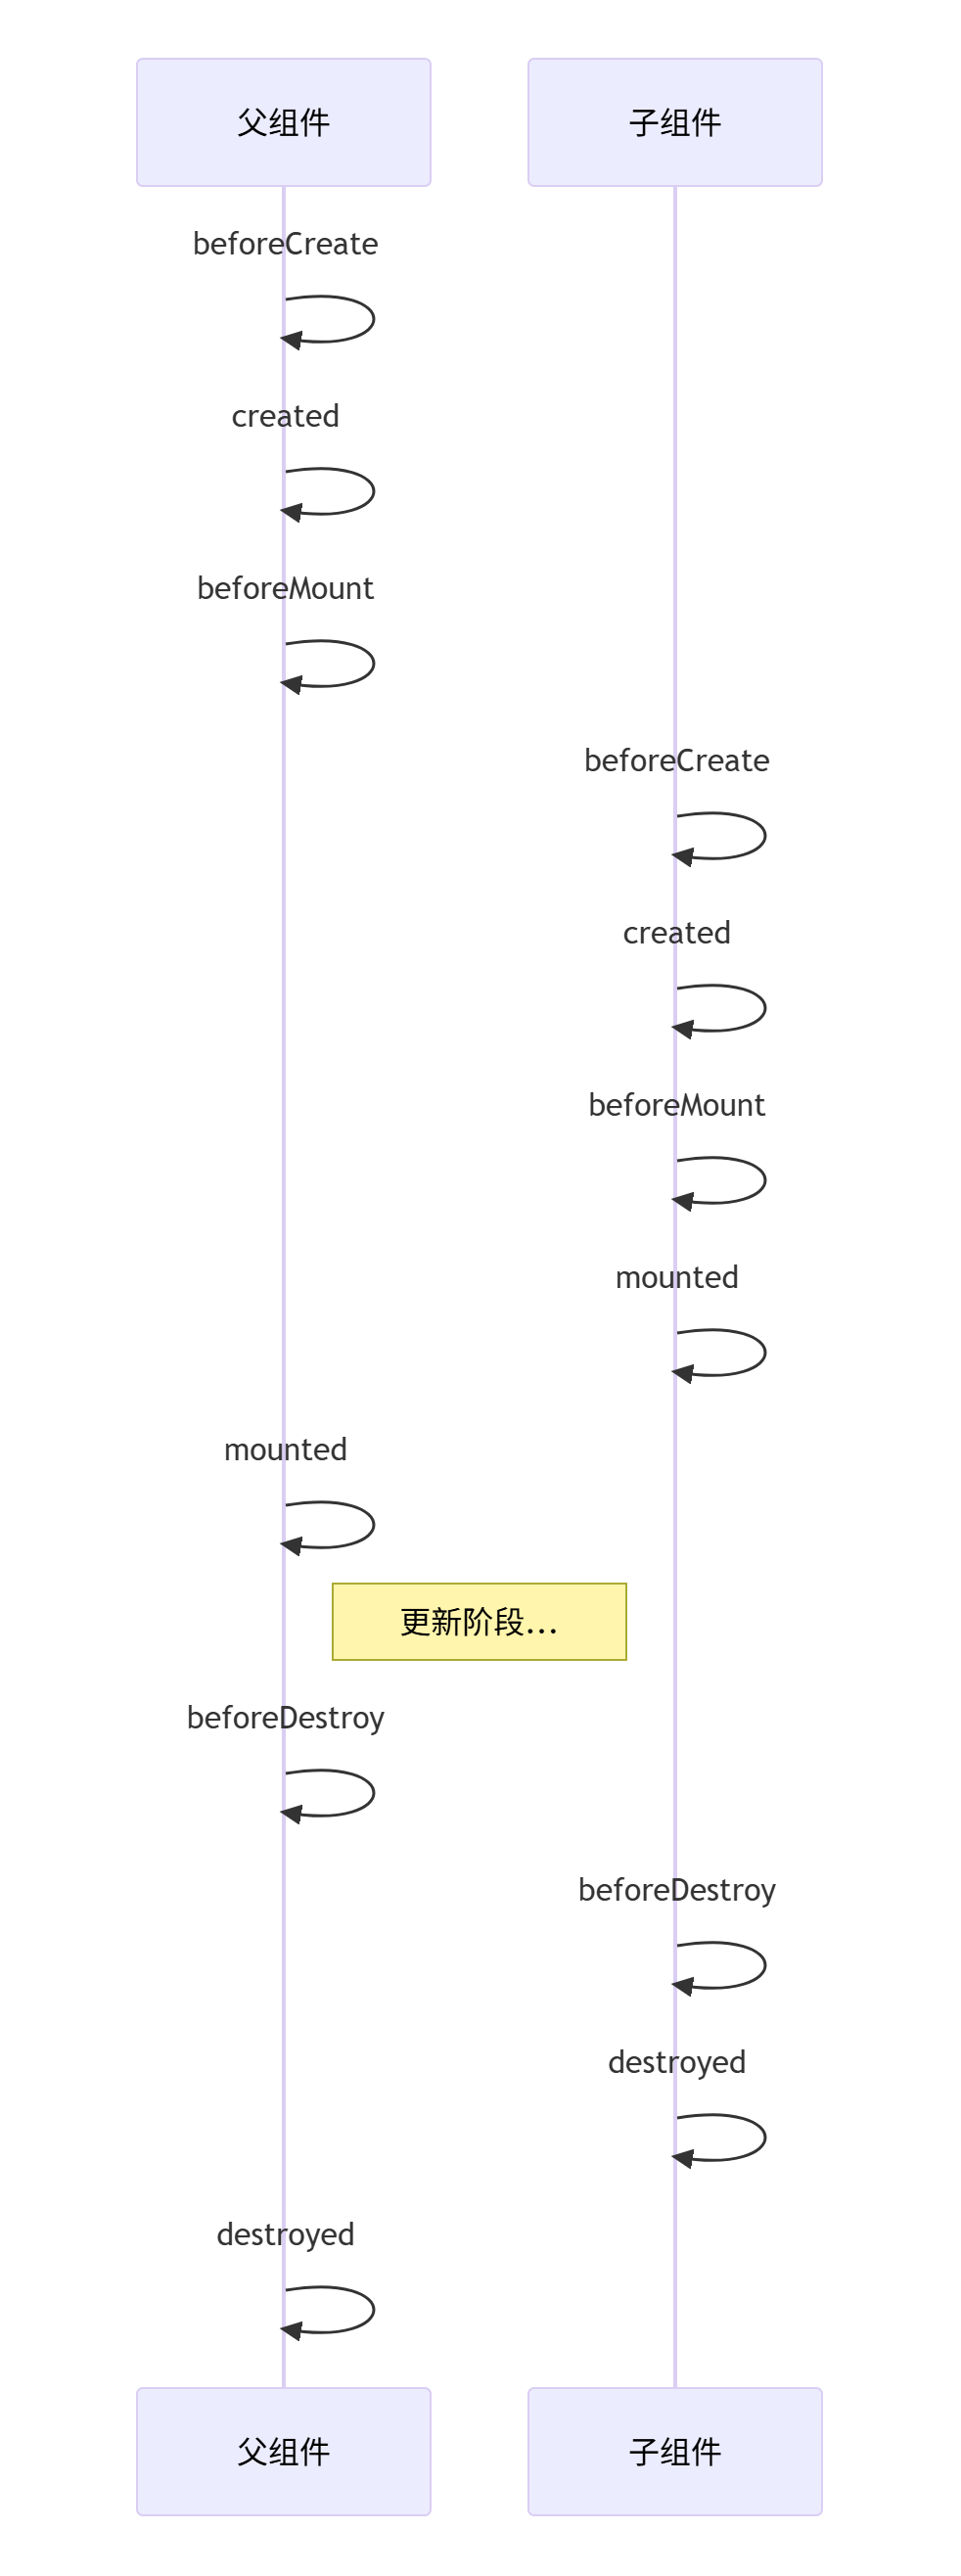 父组件
子组件
beforeCreate
created
beforeMount
beforeCreate
created
beforeMount
mounted
mounted
更新阶段...
beforeDestroy
beforeDestroy
destroyed
destroyed
父组件
子组件